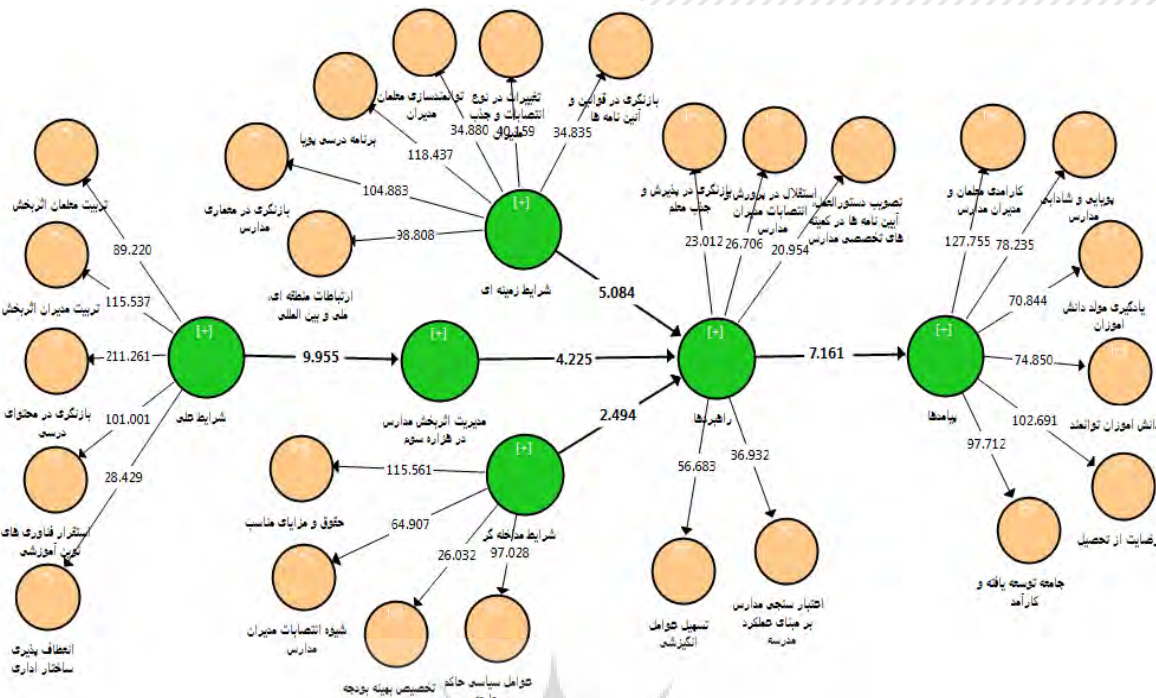 بازنگری در قوانین و
آئین نامه ها
34.835
تغییرات در نوع
انتصابات و جذب
مدیران
40.159
توانمندسازی معلمان
مدیران
34.880
برنامه درسی پویا
118.437
بازنگری در معماری
مدارس
104.883
ارتباطات منطقه ای،
ملی و بین المللی
98.808
[+]
شرایط زمینه ای
5.084
تربیت معلمان اثربخش
89.220
تربیت مدیران اثربخش
115.537
بازنگری در محتوای
درسی
211.261
استقرار فناوری های
نوین آموزشی
101.001
انعطاف پذیری
ساختار اداری
28.429
[+]
شرایط علی
9.955
[+]
مدیریت اثربخش مدارس
در هزاره سوم
4.225
[+]
شرایط مداخله گر
2.494
حقوق و مزایای مناسب
115.561
شیوه انتصابات مدیران
مدارس
64.907
تخصیص بهینه بودجه
26.032
عوامل سیاسی حاکم
97.028
بازنگری در پذیرش و
جذب معلم
23.012
استقلال در پرورش
انتصابات مدیران
مدارس
26.706
تصویب دستورالعمل،
آیین نامه ها در کمیته
های تخصصی مدارس
20.954
[+]
راهبردها
7.161
تسهیل عوامل
انگیزشی
56.683
اعتبار سنجی مدارس
بر مبنای عملکرد
مدرسه
36.932
[+]
پیامدها
کارامدی معلمان و
مدیران مدارس
127.755
پویایی و شادابی
مدارس
78.235
یادگیری مولد دانش
اموزان
70.844
دانش اموزان توانمند
74.850
رضایت از تحصیل
102.691
جامعه توسعه یافته و
کارآمد
97.712